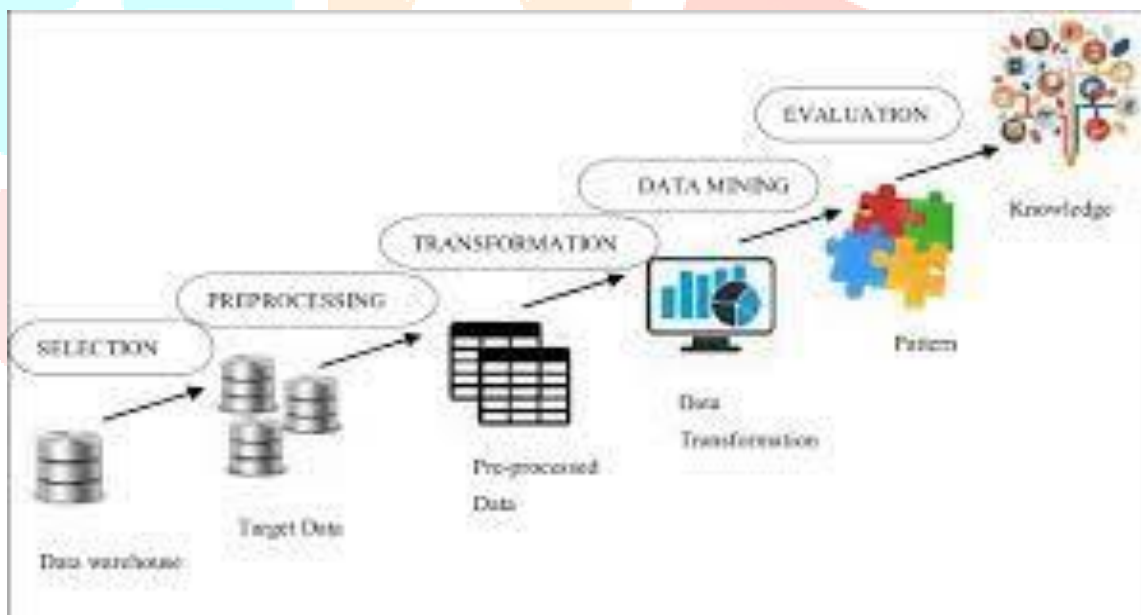 EVALUATION
DATA MINING
Knowledge
TRANSFORMATION
PREPROCESSING
Pattern
SELECTION
Data
Transformation
Pre-processed
Data
Target Data
Data warehouse